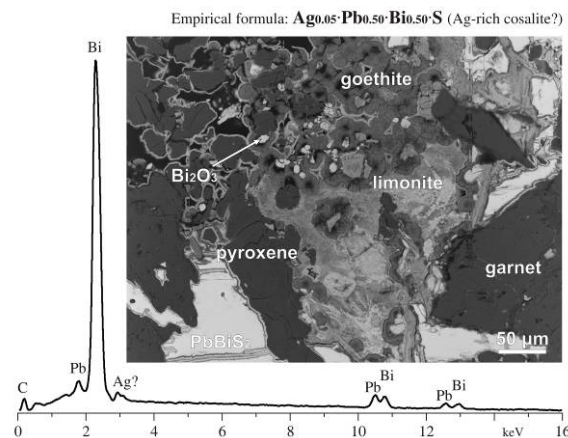 Empirical formula: Ag0.05·Pb0.50·Bi0.50·S (Ag-rich cosalite?)
Bi
goethite
Bi2O3
limonite
pyroxene
garnet
PbBiS2
50 µm
C
Pb
Ag?
Pb
Bi
Pb
Bi
0 2 4 6 8 10 12 keV 16